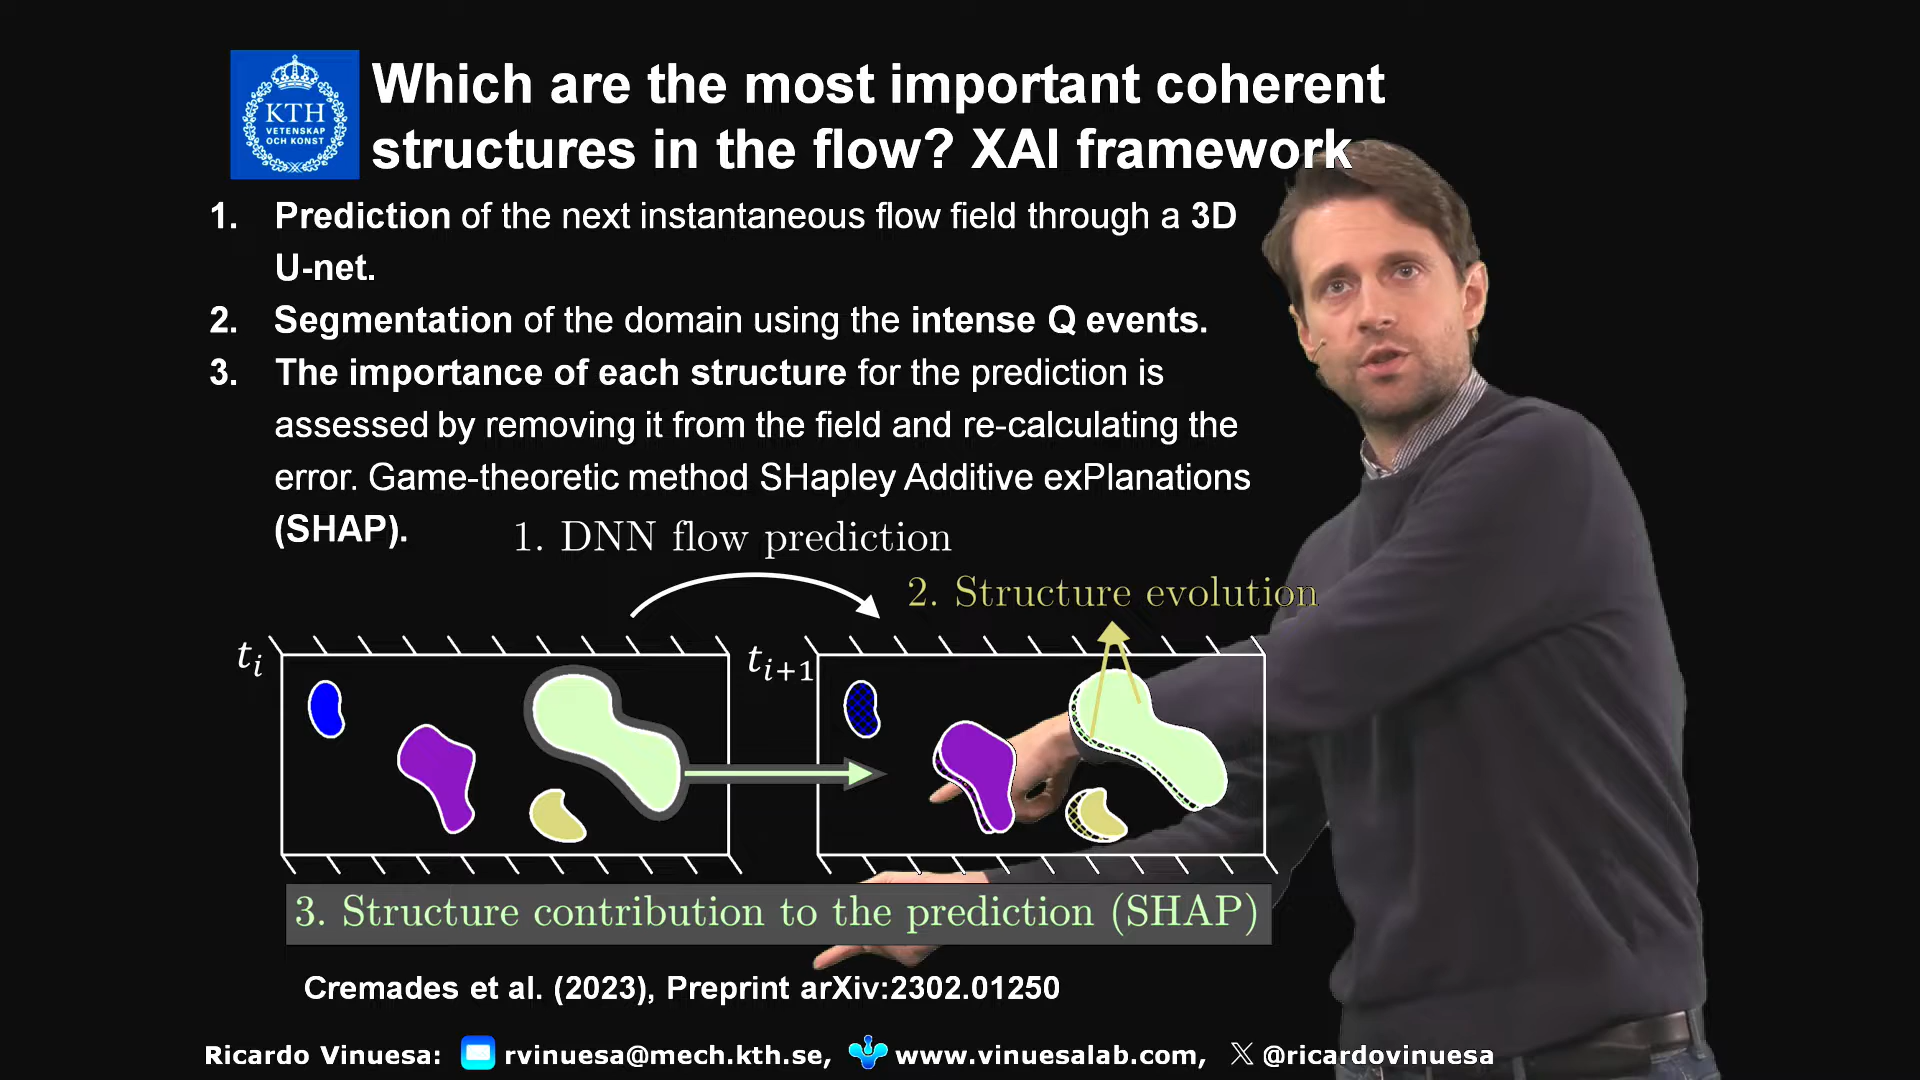 KTH
VETENSKAP
OCH KONST
Which are the most important coherent
structures in the flow? XAI framework
1. Prediction of the next instantaneous flow field through a 3D
U-net.
2. Segmentation of the domain using the intense Q events.
3. The importance of each structure for the prediction is
assessed by removing it from the field and re-calculating the
error. Game-theoretic method SHapley Additive exPlanations
(SHAP).
1. DNN flow prediction
2. Structure evolution
t_i
t_{i+1}
3. Structure contribution to the prediction (SHAP)
Cremades et al. (2023), Preprint arXiv:2302.01250
Ricardo Vinuesa: rvinuesa@mech.kth.se, www.vinuesalab.com, @ricardovinuesa